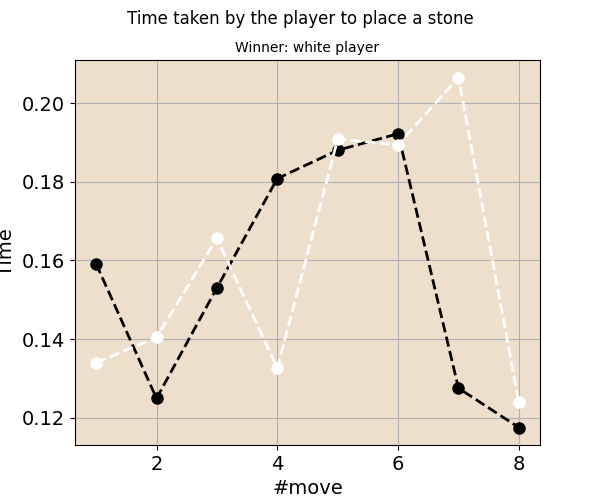 Time taken by the player to place a stone
Winner: white player
0.20
0.18
0.16
0.14
0.12
Time
2 4 6 8
#move